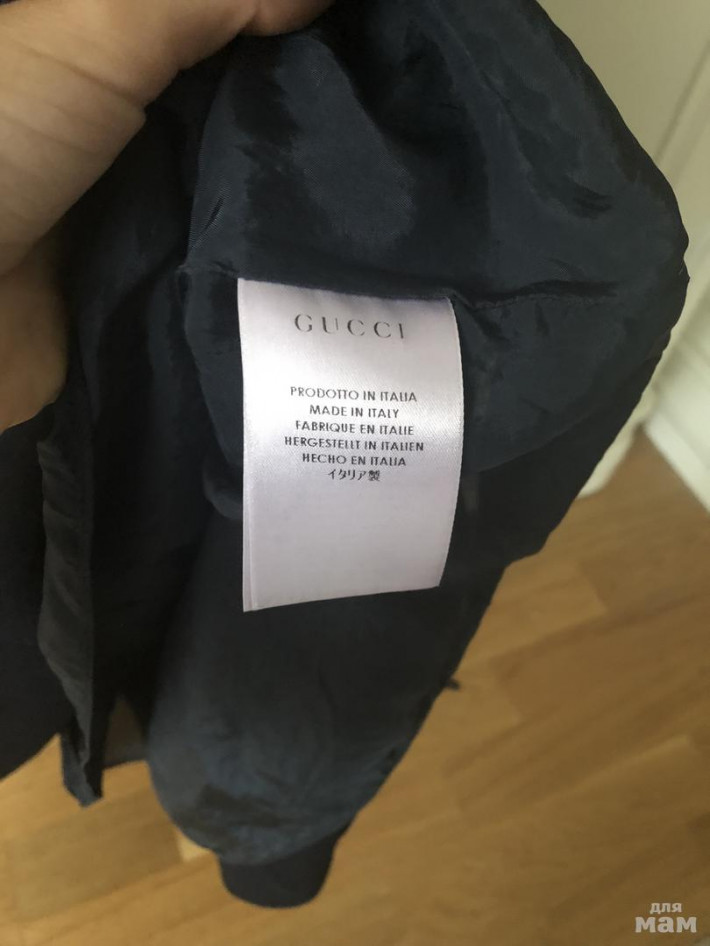 GUCCI
PRODOTTO IN ITALIA
MADE IN ITALY
FABRIQUE EN ITALIE
HERGESTELLT IN ITALIEN
HECHO EN ITALIA
イタリア製
для
мам